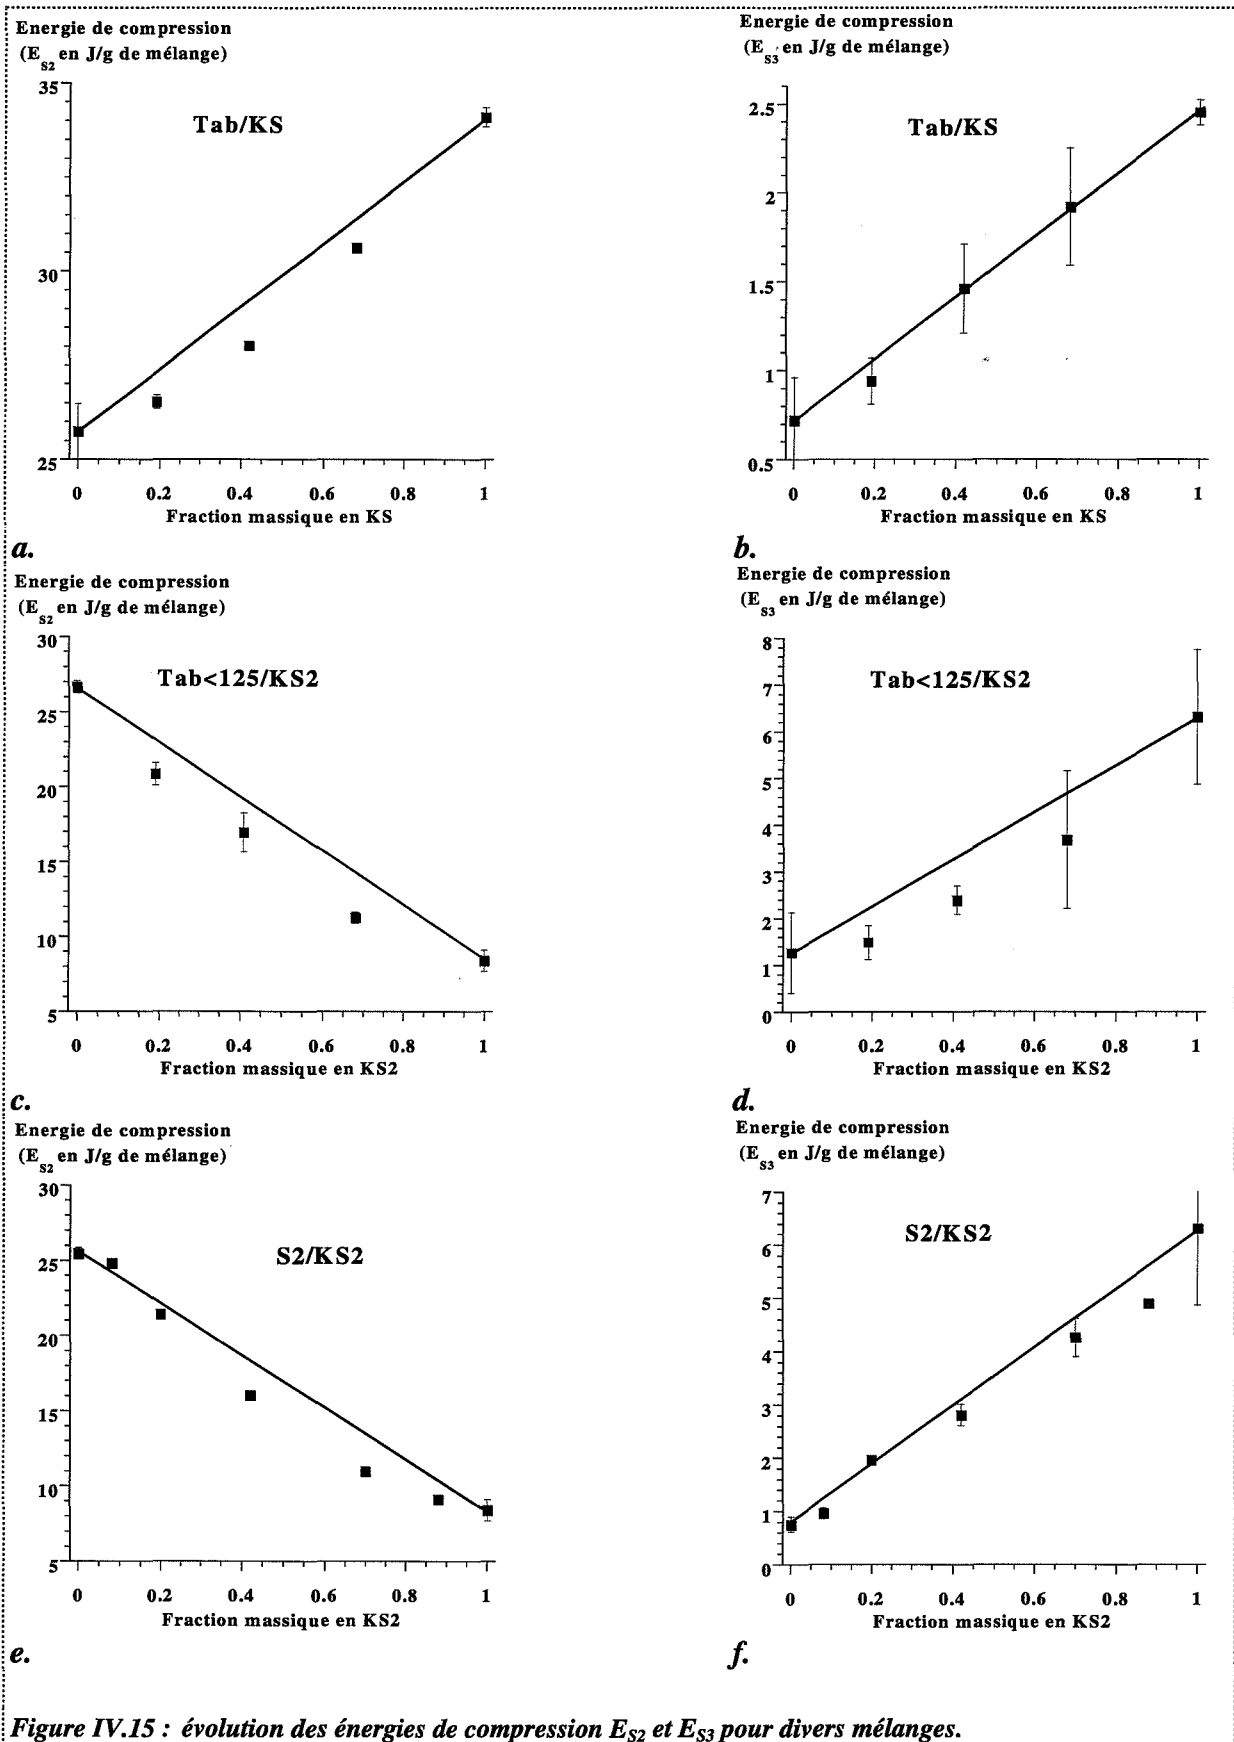 Energie de compression
(E_S2 en J/g de mélange)
35
30
25
Tab/KS
0 0.2 0.4 0.6 0.8 1
Fraction massique en KS
a.
Energie de compression
(E_S3 en J/g de mélange)
2.5
2
1.5
1
0.5
Tab/KS
0 0.2 0.4 0.6 0.8 1
Fraction massique en KS
b.
Energie de compression
(E_S2 en J/g de mélange)
30
25
20
15
10
5
Tab<125/KS2
0 0.2 0.4 0.6 0.8 1
Fraction massique en KS2
c.
Energie de compression
(E_S3 en J/g de mélange)
8
7
6
5
4
3
2
1
0
Tab<125/KS2
0 0.2 0.4 0.6 0.8 1
Fraction massique en KS2
d.
Energie de compression
(E_S2 en J/g de mélange)
30
25
20
15
10
5
S2/KS2
0 0.2 0.4 0.6 0.8 1
Fraction massique en KS2
e.
Energie de compression
(E_S3 en J/g de mélange)
7
6
5
4
3
2
1
0
S2/KS2
0 0.2 0.4 0.6 0.8 1
Fraction massique en KS2
f.
Figure IV.15 : évolution des énergies de compression E_S2 et E_S3 pour divers mélanges.